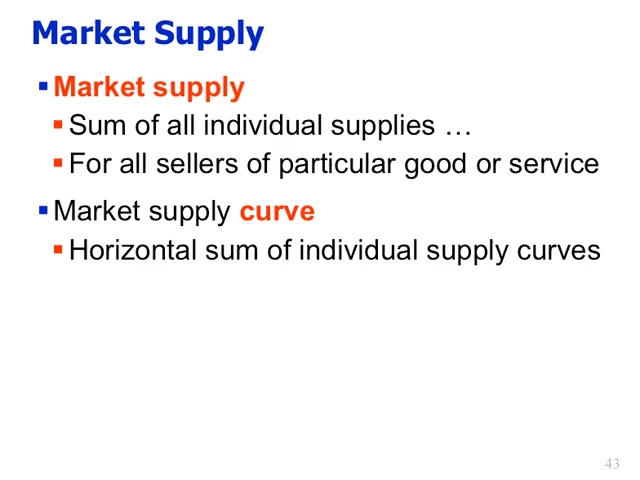 Market Supply
Market supply
Sum of all individual supplies …
For all sellers of particular good or service
Market supply curve
Horizontal sum of individual supply curves
43